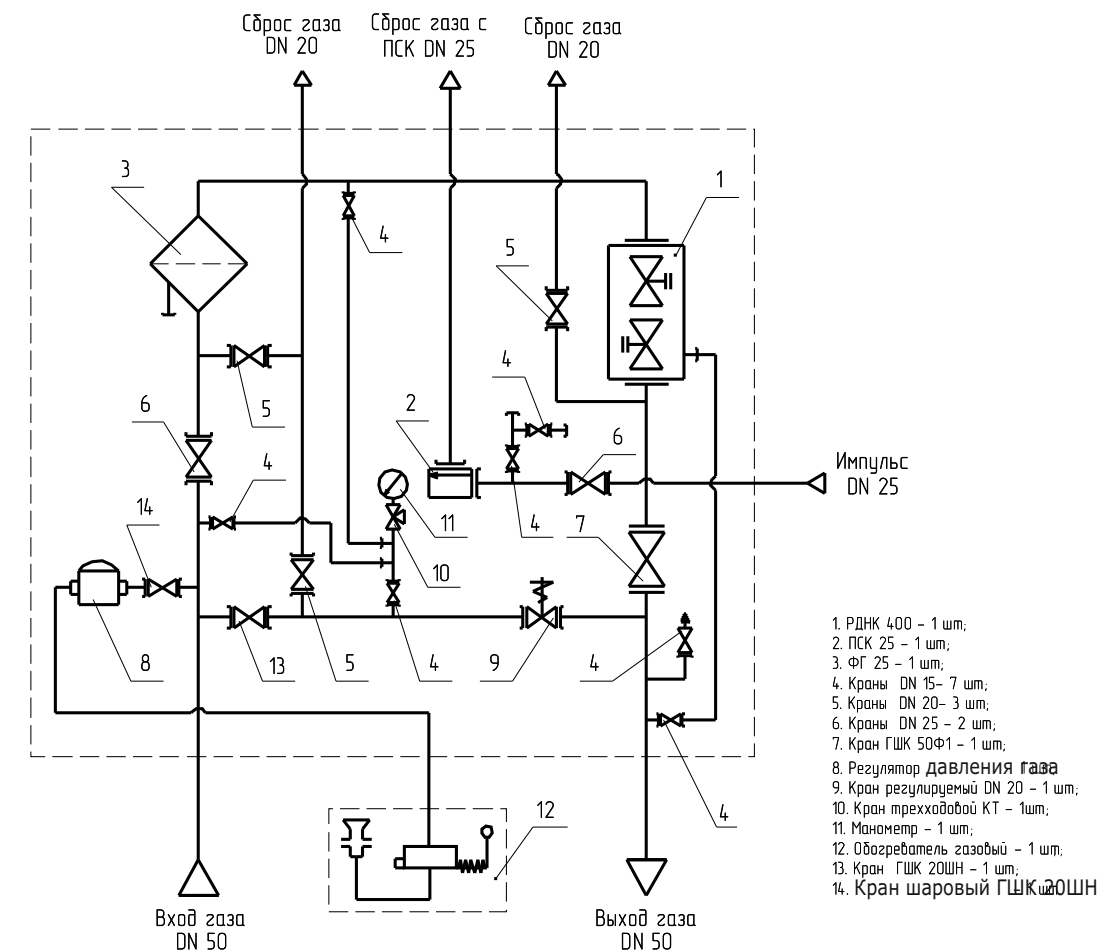 Сброс газа
DN 20
Сброс газа с
ПСК DN 25
Сброс газа
DN 20
3
1
4
5
4
6
5
2
6
Импульс
DN 25
4
14
11
4
7
10
8
13
5
4
9
4
1. РДНК 400 - 1 шт;
2. ПСК 25 - 1 шт;
3. ФГ 25 - 1 шт;
4. Краны DN 15- 7 шт;
5. Краны DN 20- 3 шт;
6. Краны DN 25 - 2 шт;
7. Кран ГШК 50Ф1 - 1 шт;
8. Регулятор давления газа
9. Кран регулируемый DN 20 - 1 шт;
10. Кран трехходовой КТ - 1шт;
11. Манометр - 1 шт;
12. Обогреватель газовый - 1 шт;
13. Кран ГШК 20ШН - 1 шт;
14. Кран шаровый ГШК 20ШН
12
4
Вход газа
DN 50
Выход газа
DN 50